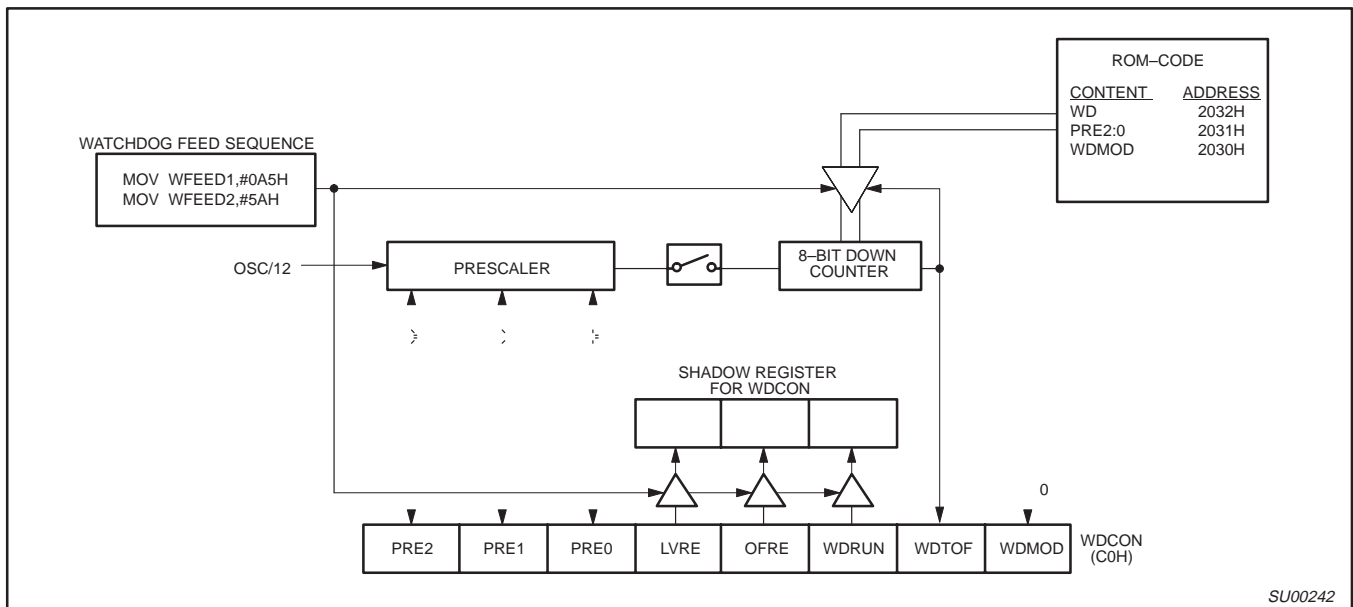 ROM–CODE
CONTENT ADDRESS
WD 2032H
PRE2:0 2031H
WDMOD 2030H
WATCHDOG FEED SEQUENCE
MOV WFEED1,#0A5H
MOV WFEED2,#5AH
OSC/12
PRESCALER
8–BIT DOWN
COUNTER
SHADOW REGISTER
FOR WDCON
0
PRE2 PRE1 PRE0 LVRE OFRE WDRUN WDTOF WDMOD
WDCON
(C0H)
SU00242